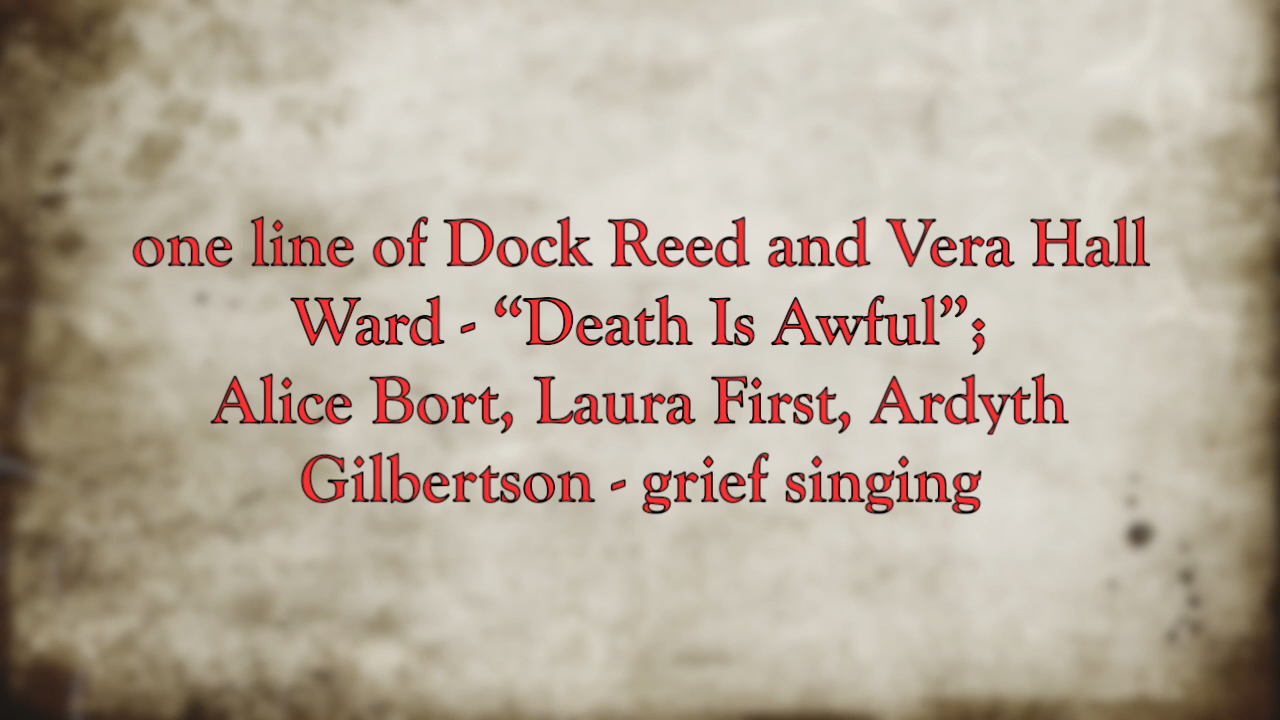 one line of Dock Reed and Vera Hall
Ward - “Death Is Awful”;
Alice Bort, Laura First, Ardyth
Gilbertson - grief singing